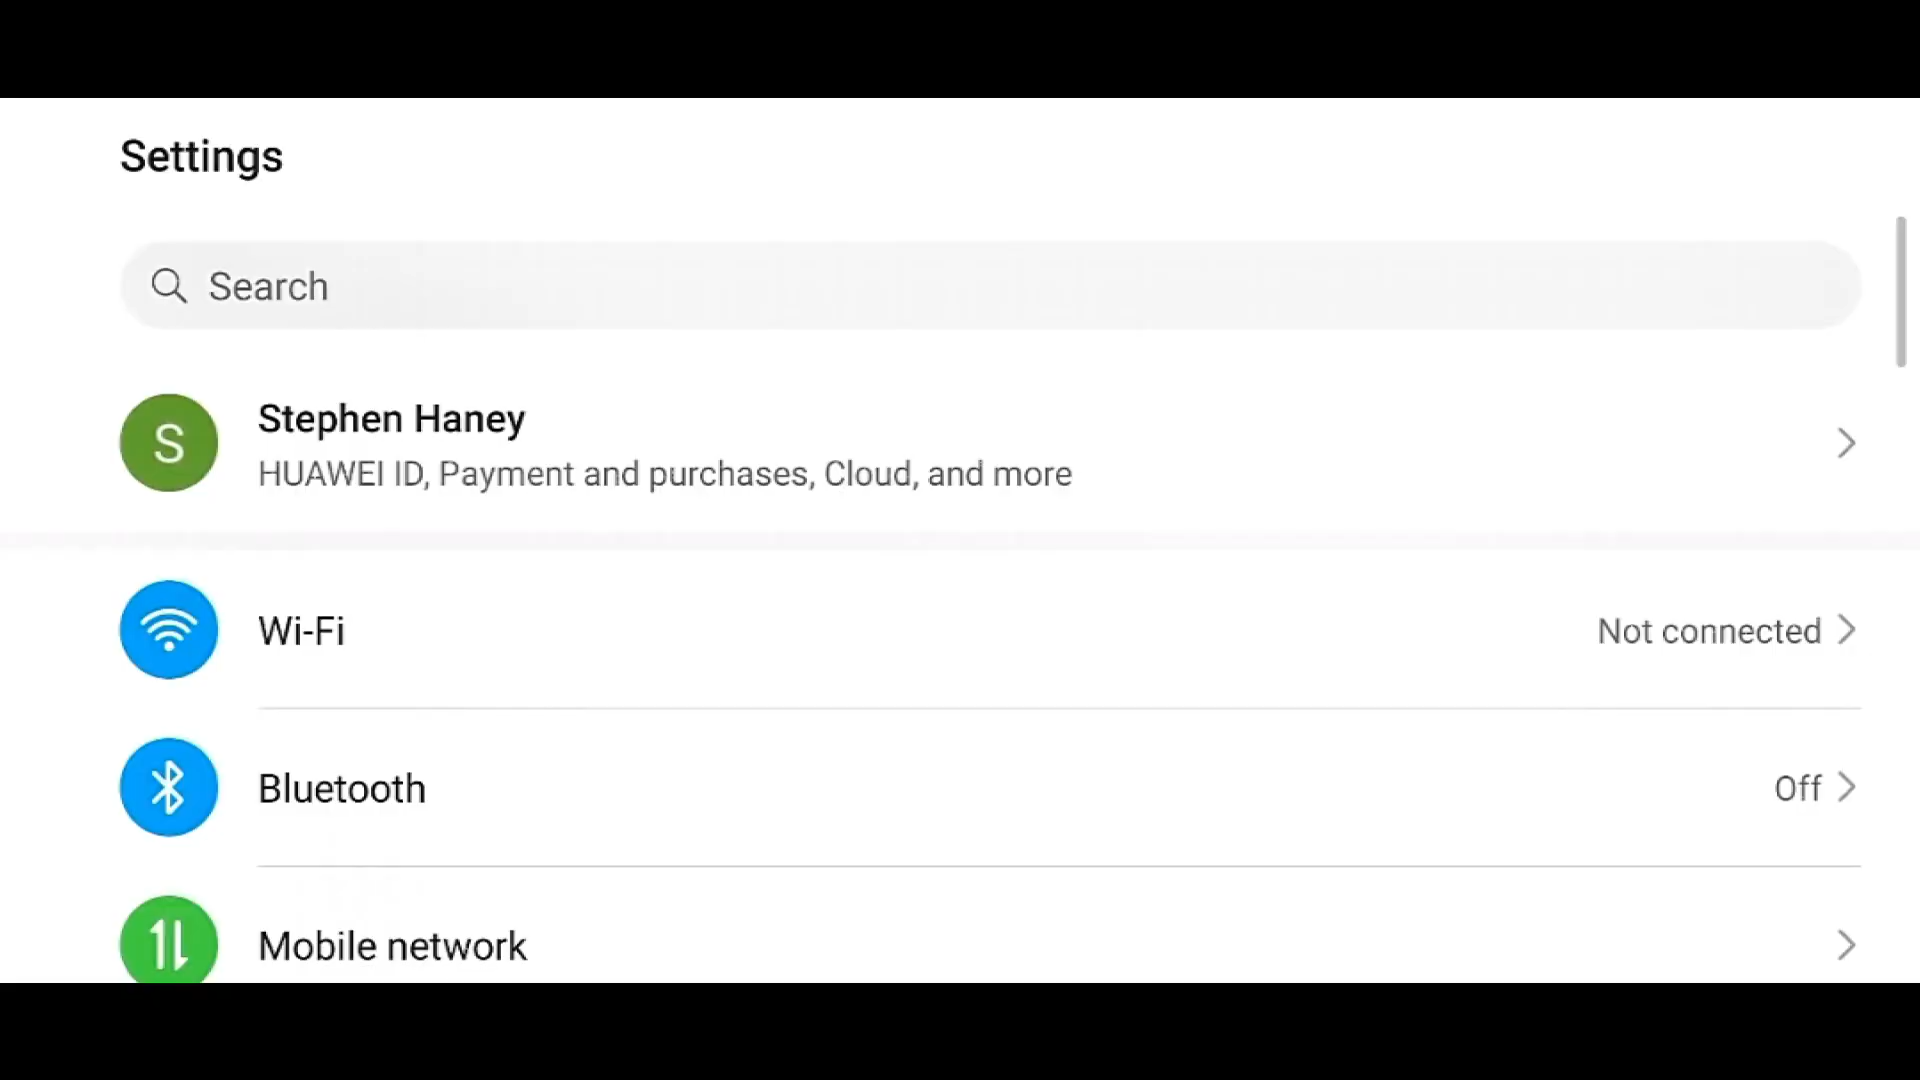 Settings
Search
S
Stephen Haney
HUAWEI ID, Payment and purchases, Cloud, and more
Wi-Fi
Not connected
Bluetooth
Off
Mobile network